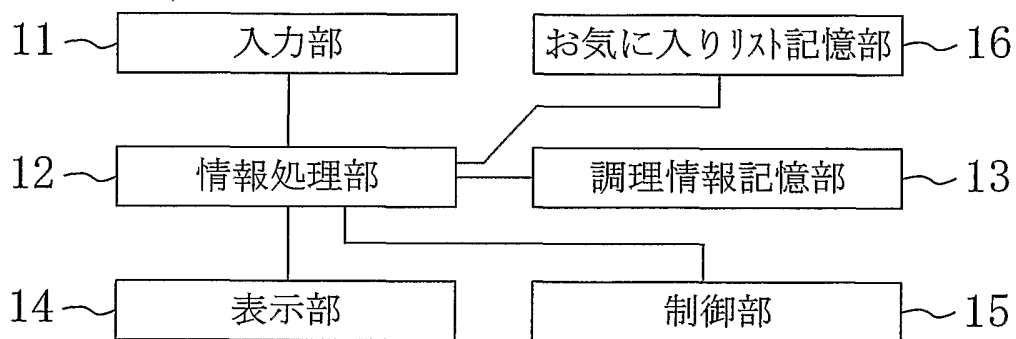 11 入力部
お気に入りリスト記憶部 16
12 情報処理部
調理情報記憶部 13
14 表示部
制御部 15